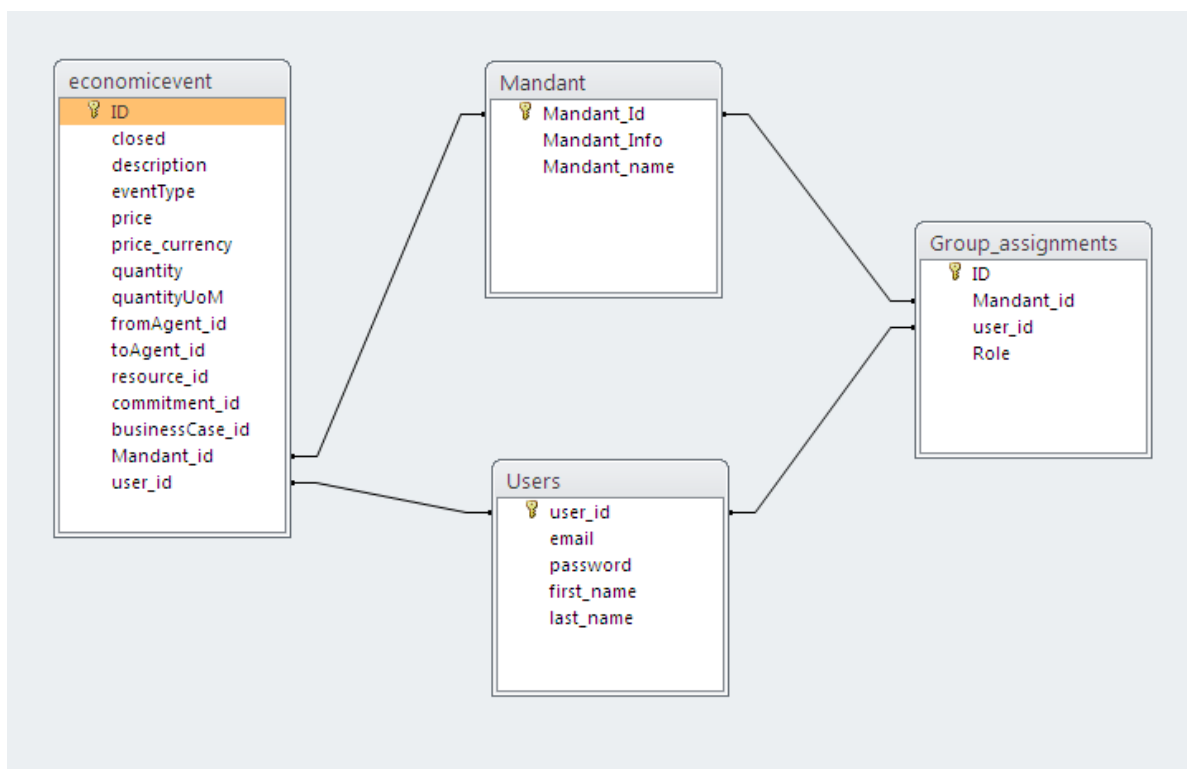 economicevent
ID
closed
description
eventType
price
price_currency
quantity
quantityUoM
fromAgent_id
toAgent_id
resource_id
commitment_id
businessCase_id
Mandant_id
user_id
Mandant
Mandant_Id
Mandant_Info
Mandant_name
Users
user_id
email
password
first_name
last_name
Group_assignments
ID
Mandant_id
user_id
Role